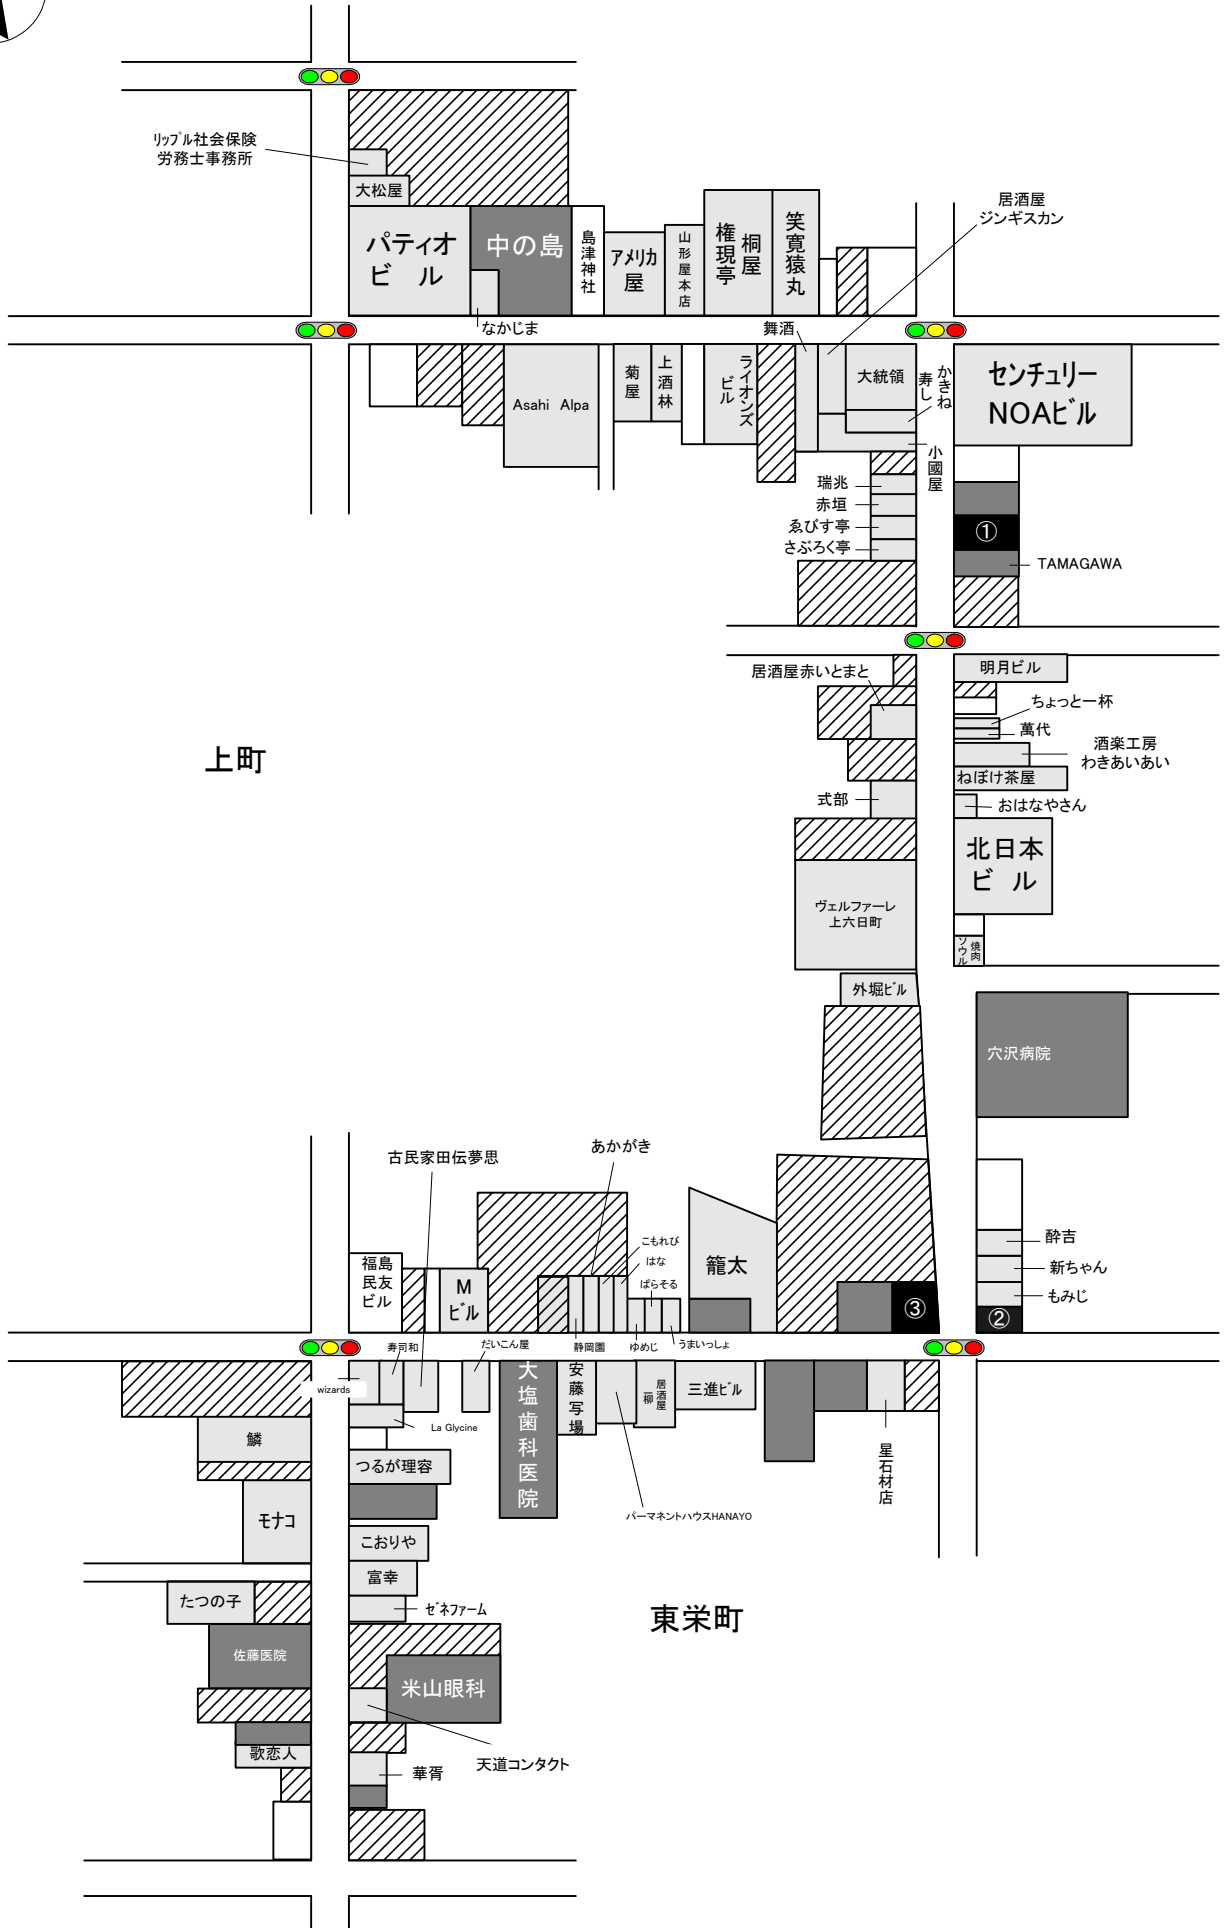 リップル社会保険
労務士事務所
大松屋
パティオ
ビル
中の島
島津神社
アメリカ
屋
山形屋本店
権現亭
桐屋
笑寛猿丸
居酒屋
ジンギスカン
なかじま
舞酒
Asahi Alpa
菊屋
上酒林
ライオンズ
ビル
大統領
かきね
寿し
センチュリー
NOAビル
小國屋
瑞兆
赤垣
ゑびす亭
さぶろく亭
①
TAMAGAWA
居酒屋赤いとまと
明月ビル
ちょっと一杯
萬代
酒楽工房
わきあいあい
ねぼけ茶屋
おはなやさん
式部
上町
北日本
ビル
ヴェルファーレ
上六日町
焼肉
ソウル
外堀ビル
穴沢病院
古民家田伝夢思
あかがき
こもれび
はな
ぱらそる
酔吉
新ちゃん
もみじ
②
福島
民友
ビル
M
ビル
籠太
③
寿司和
だいこん屋
静岡園
ゆめじ
うまいっしょ
wizards
La Glycine
大塩歯科医院
安藤写場
居酒屋
一柳
三進ビル
星石材店
パーマネントハウスHANAYO
鱗
つるが理容
モナコ
こおりや
富幸
たつの子
ゼネファーム
東栄町
佐藤医院
米山眼科
歌恋人
天道コンタクト
華胥